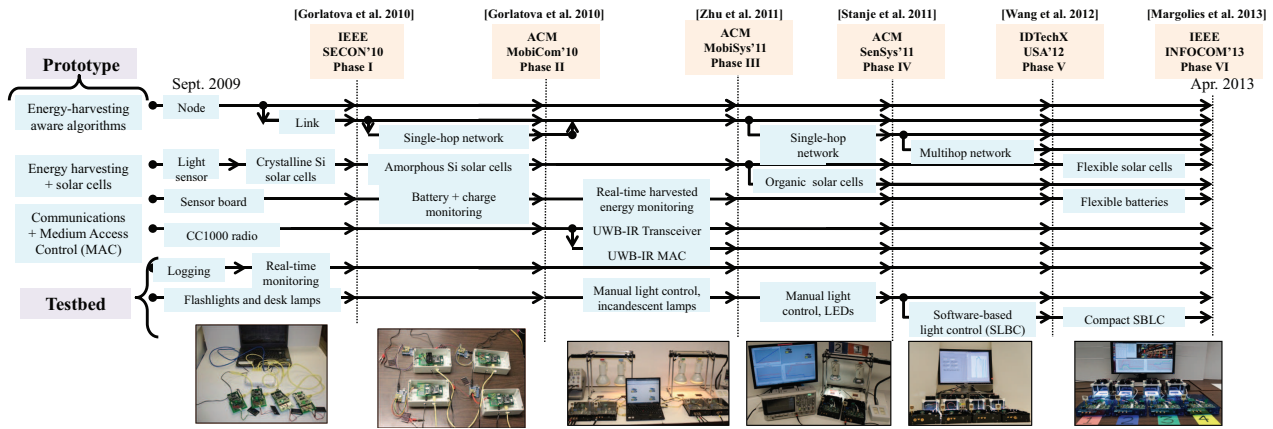 [Gorlatova et al. 2010]
[Gorlatova et al. 2010]
[Zhu et al. 2011]
[Stanje et al. 2011]
[Wang et al. 2012]
[Margolies et al. 2013]
IEEE
SECON'10
Phase I
ACM
MobiCom'10
Phase II
ACM
MobiSys'11
Phase III
ACM
SenSys'11
Phase IV
IDTechX
USA'12
Phase V
IEEE
INFOCOM'13
Phase VI
Prototype
Sept. 2009
Apr. 2013
Energy-harvesting
aware algorithms
Node
Link
Single-hop network
Single-hop
network
Multihop network
Energy harvesting
+ solar cells
Light
sensor
Crystalline Si
solar cells
Amorphous Si solar cells
Organic solar cells
Flexible solar cells
Sensor board
Battery + charge
monitoring
Real-time harvested
energy monitoring
Flexible batteries
Communications
+ Medium Access
Control (MAC)
CC1000 radio
UWB-IR Transceiver
UWB-IR MAC
Testbed
Logging
Real-time
monitoring
Flashlights and desk lamps
Manual light control,
incandescent lamps
Manual light
control, LEDs
Software-based
light control (SLBC)
Compact SBLC
1
2
3
4